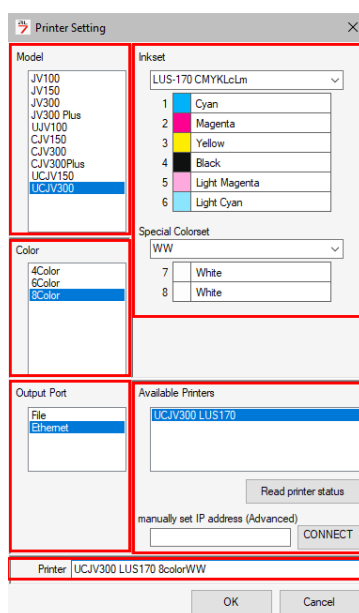 Printer Setting
Model
JV100
JV150
JV300
JV300 Plus
UJV100
CJV150
CJV300
CJV300Plus
UCJV150
UCJV300
Inkset
LUS-170 CMYKLcLm
1 Cyan
2 Magenta
3 Yellow
4 Black
5 Light Magenta
6 Light Cyan
Special Colorset
WW
7 White
8 White
Color
4Color
6Color
8Color
Output Port
File
Ethernet
Available Printers
UCJV300 LUS170
Read printer status
manually set IP address (Advanced)
CONNECT
Printer UCJV300 LUS170 8colorWW
OK Cancel